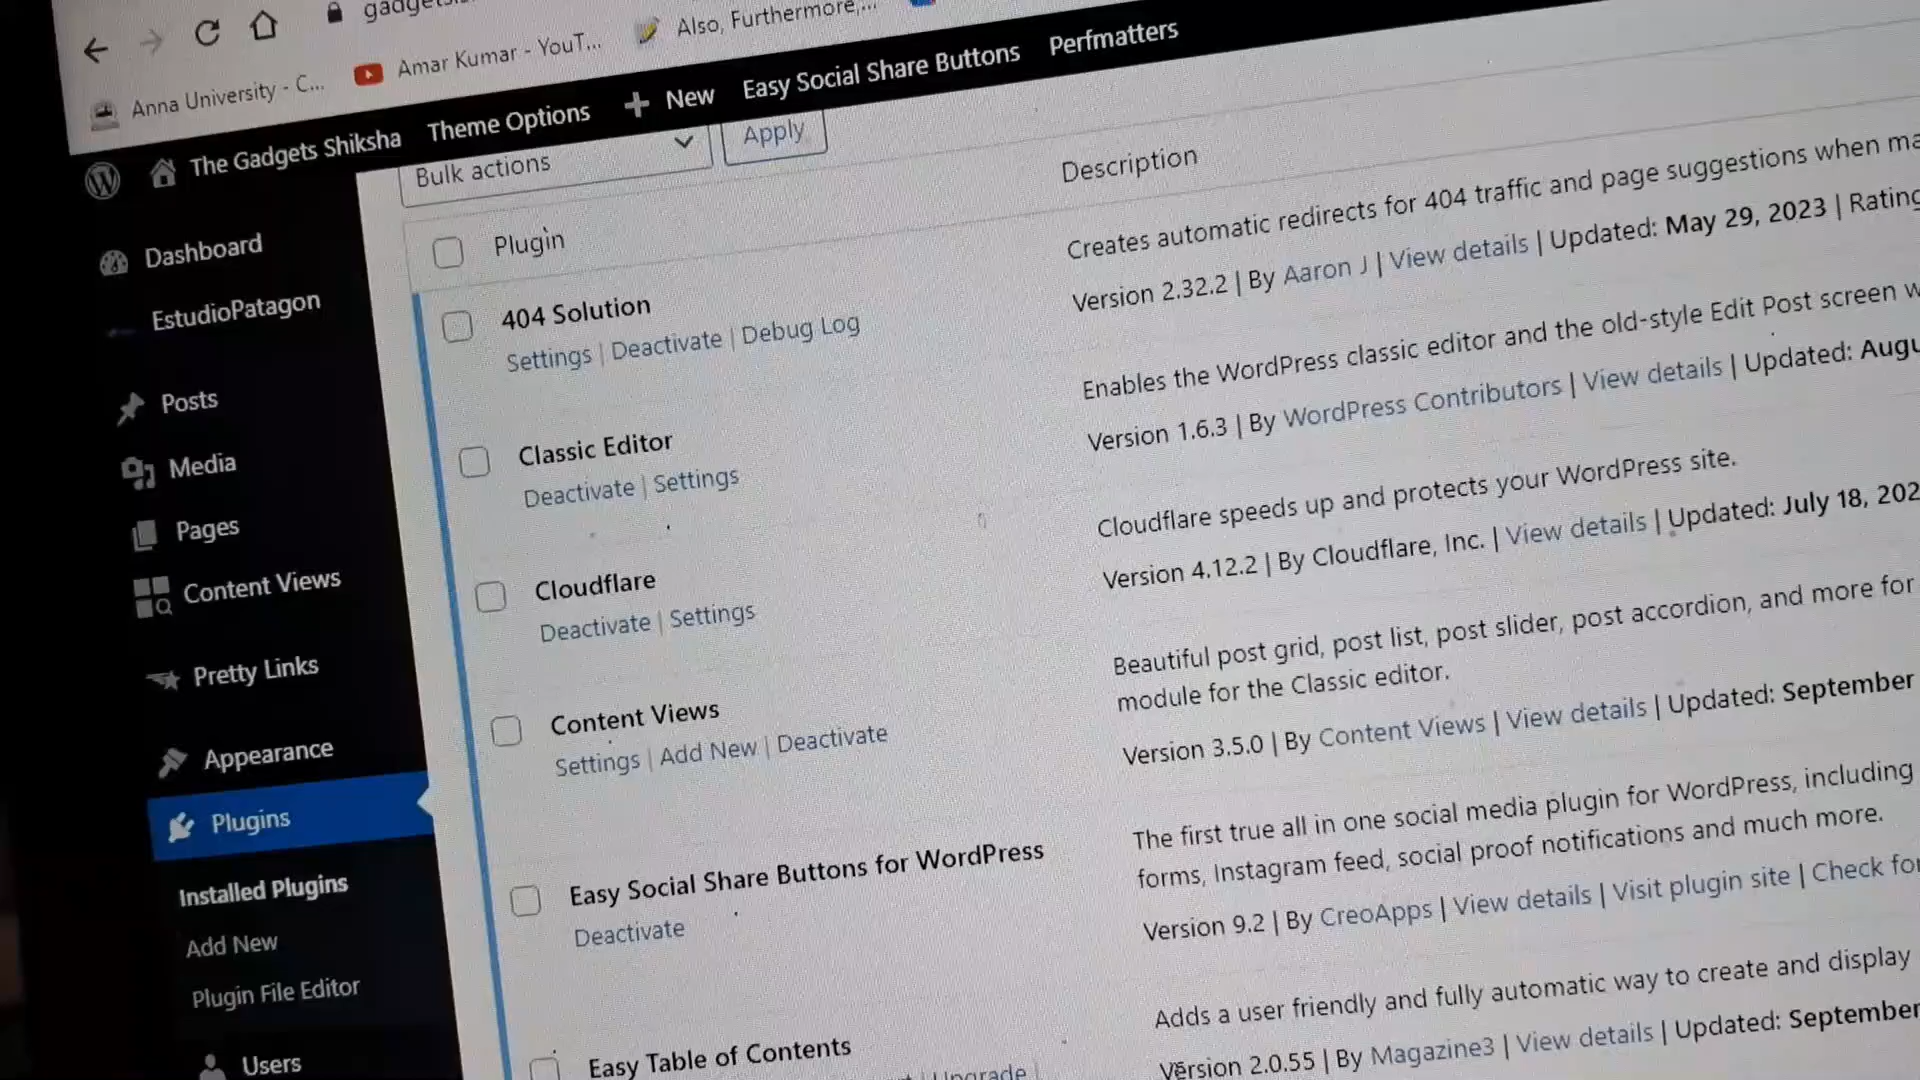 Anna University - C...
Amar Kumar - YouT...
Also, Furthermore,...
The Gadgets Shiksha
Theme Options
New
Easy Social Share Buttons
Perfmatters
Bulk actions
Apply
Dashboard
EstudioPatagon
Posts
Media
Pages
Content Views
Pretty Links
Appearance
Plugins
Installed Plugins
Add New
Plugin File Editor
Users
Plugin
Description
404 Solution
Settings | Deactivate | Debug Log
Creates automatic redirects for 404 traffic and page suggestions when
Version 2.32.2 | By Aaron J | View details | Updated: May 29, 2023 | Rating
Classic Editor
Deactivate | Settings
Enables the WordPress classic editor and the old-style Edit Post screen
Version 1.6.3 | By WordPress Contributors | View details | Updated:
Cloudflare
Deactivate | Settings
Cloudflare speeds up and protects your WordPress site.
Version 4.12.2 | By Cloudflare, Inc. | View details | Updated: July 18,
Content Views
Settings | Add New | Deactivate
Beautiful post grid, post list, post slider, post accordion, and more for
module for the Classic editor.
Version 3.5.0 | By Content Views | View details | Updated: September
Easy Social Share Buttons for WordPress
Deactivate
The first true all in one social media plugin for WordPress, including
forms, Instagram feed, social proof notifications and much more.
Version 9.2 | By CreoApps | View details | Visit plugin site | Check for
Easy Table of Contents
Adds a user friendly and fully automatic way to create and display
Version 2.0.55 | By Magazine3 | View details | Updated: September